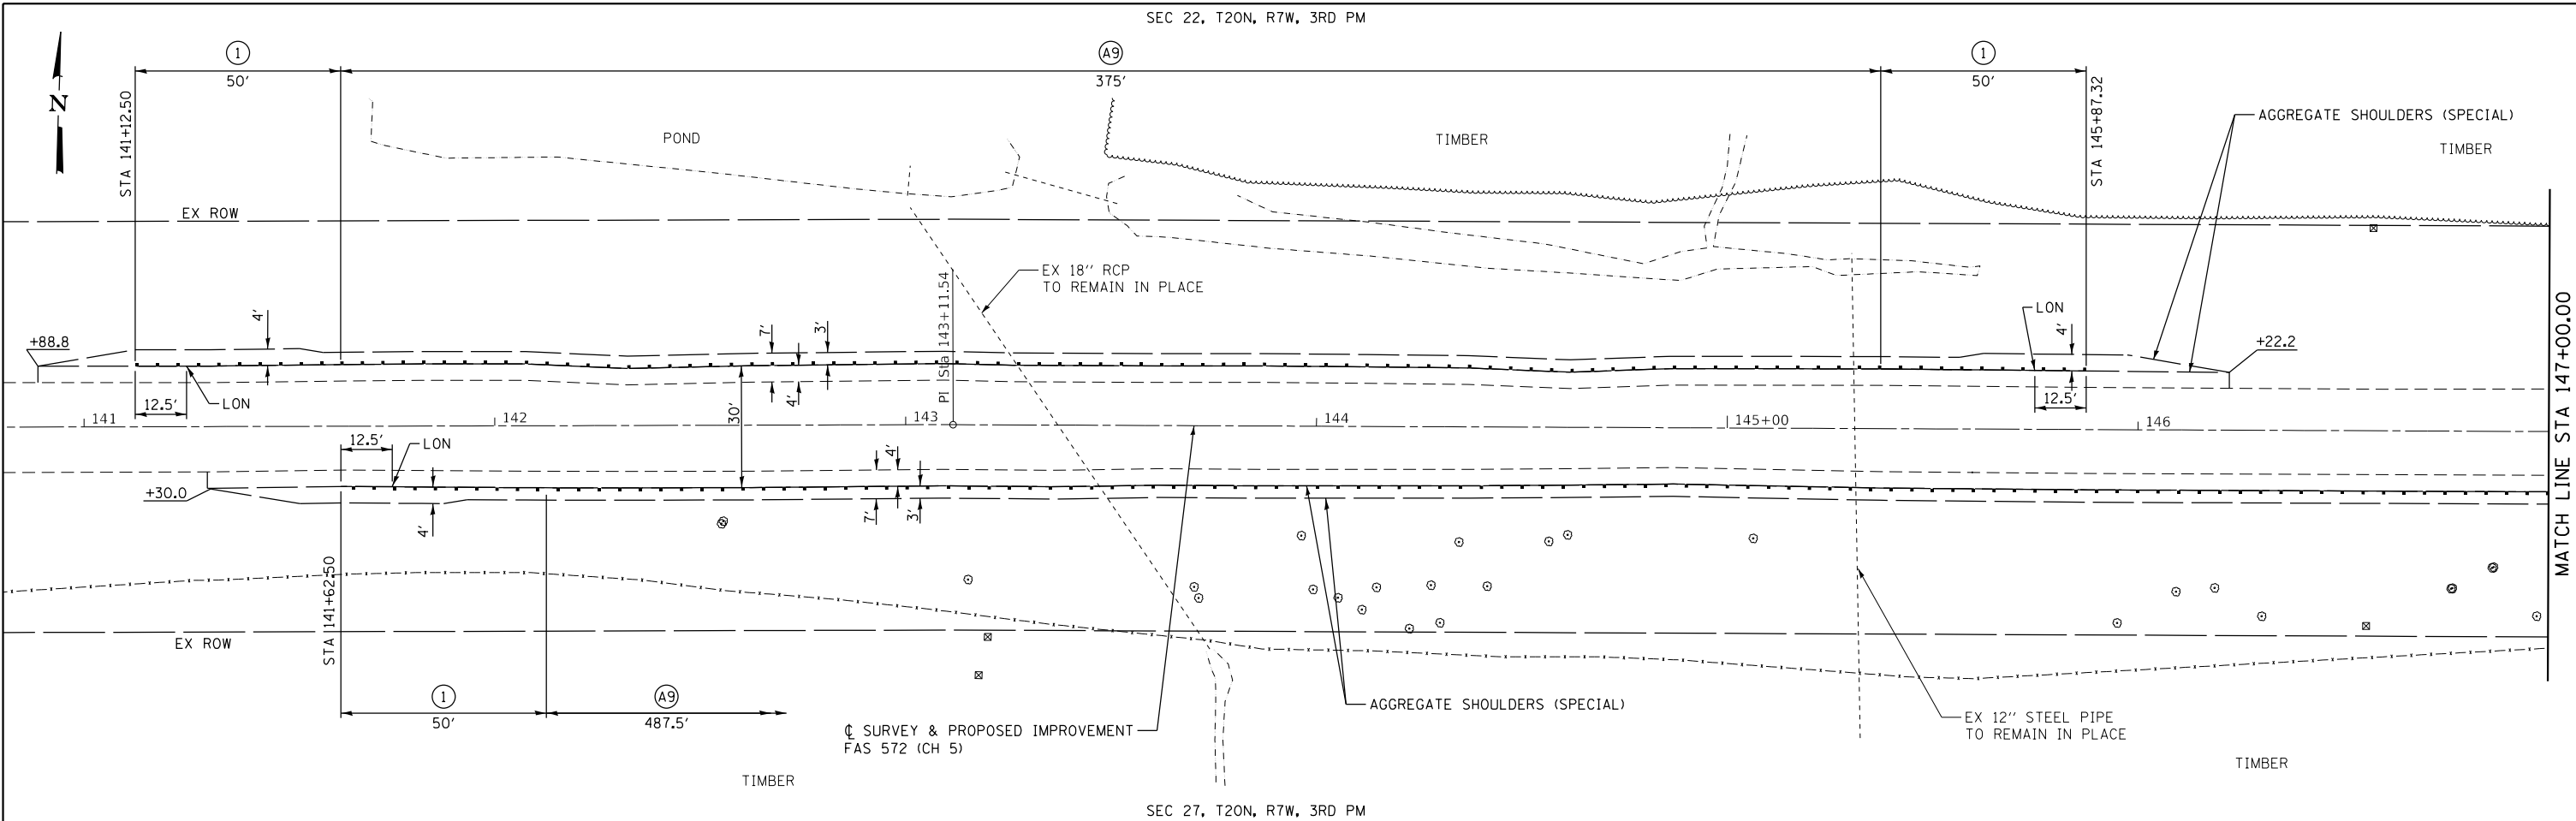 SEC 22, T20N, R7W, 3RD PM
1
A9
1
50'
375'
50'
N
STA 141+12.50
STA 145+87.32
POND
TIMBER
AGGREGATE SHOULDERS (SPECIAL)
TIMBER
EX ROW
EX 18'' RCP
TO REMAIN IN PLACE
PI Sta 143+11.54
LON
+88.8
4'
7'
3'
4'
4'
+22.2
12.5'
LON
30'
12.5'
141
142
143
144
145+00
146
MATCH LINE STA 147+00.00
12.5'
LON
4'
+30.0
4'
7'
3'
STA 141+62.50
EX ROW
1
A9
50'
487.5'
AGGREGATE SHOULDERS (SPECIAL)
℄ SURVEY & PROPOSED IMPROVEMENT
FAS 572 (CH 5)
EX 12'' STEEL PIPE
TO REMAIN IN PLACE
TIMBER
TIMBER
SEC 27, T20N, R7W, 3RD PM